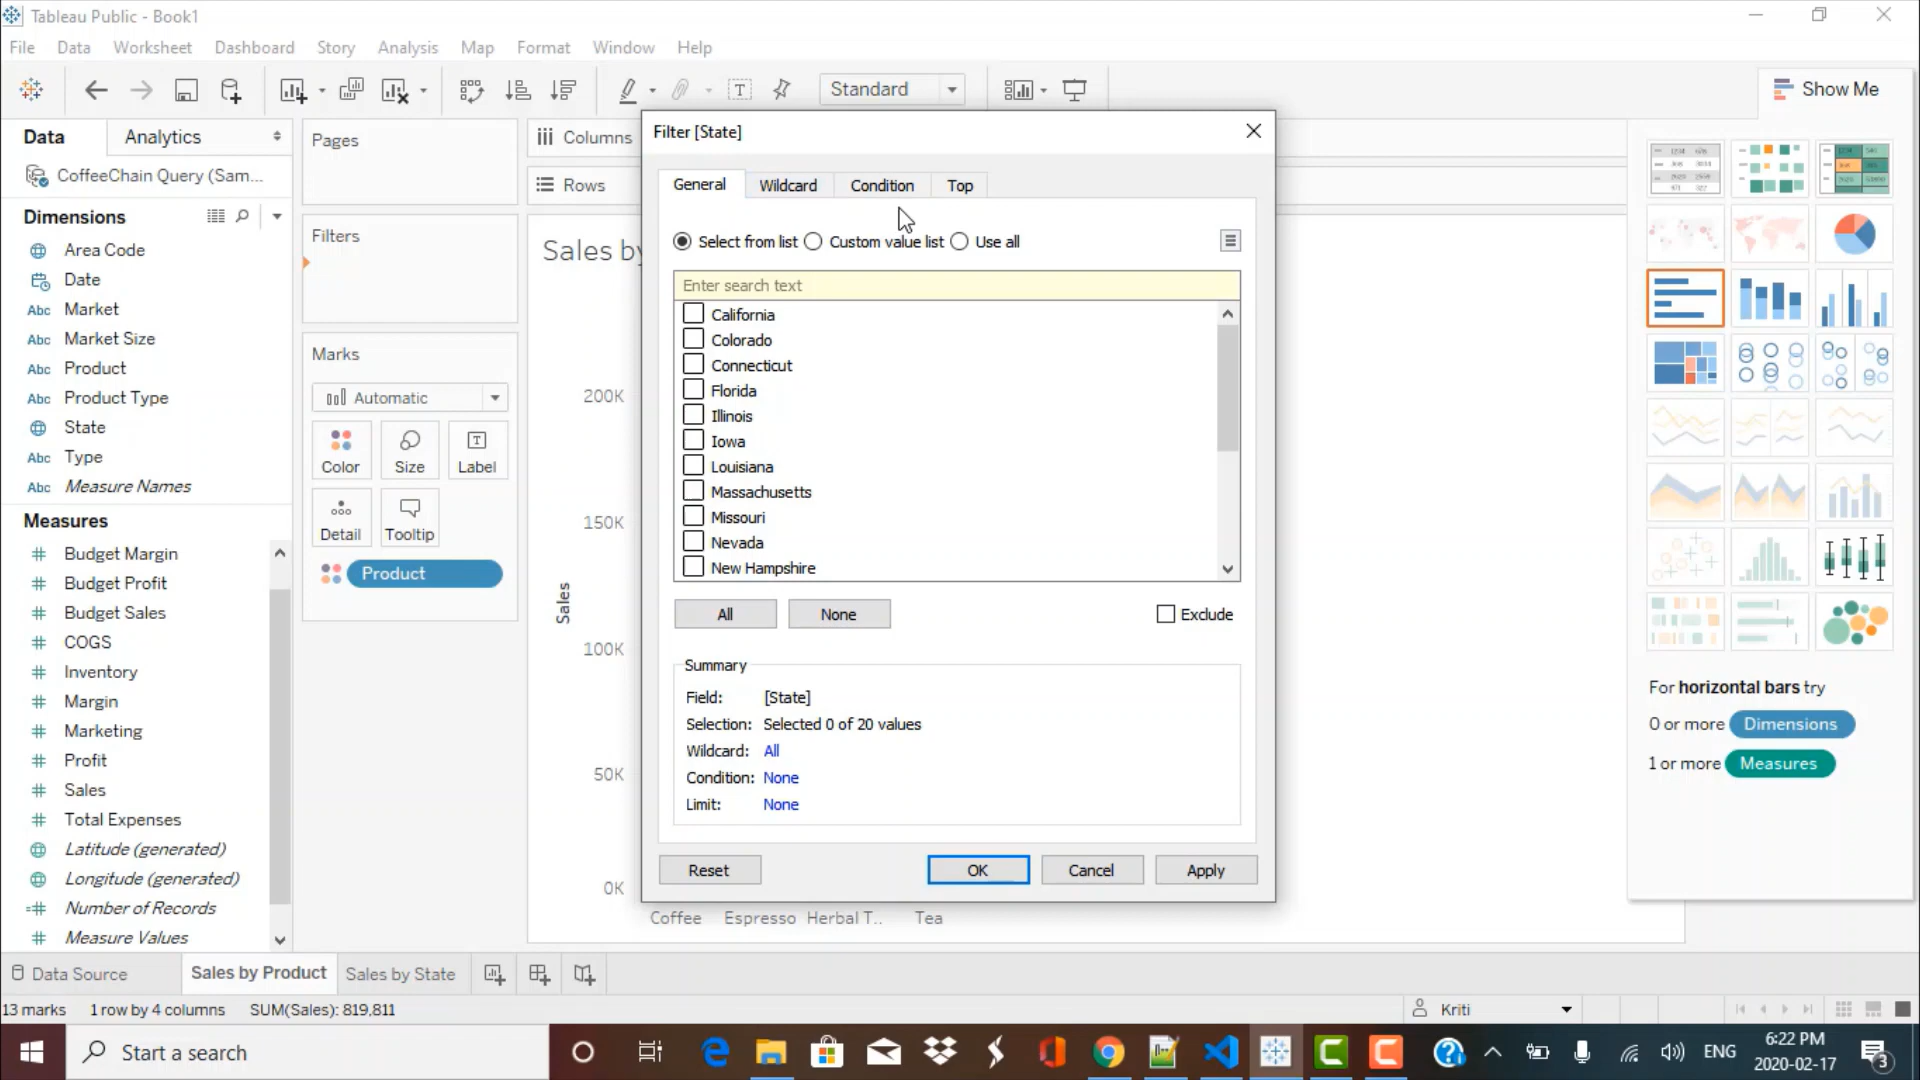 Tableau Public - Book1
File Data Worksheet Dashboard Story Analysis Map Format Window Help
Standard
Show Me
Data Analytics
CoffeeChain Query (Sam...
Dimensions
Area Code
Date
Abc Market
Abc Market Size
Abc Product
Abc Product Type
State
Abc Type
Abc Measure Names
Measures
Budget Margin
Budget Profit
Budget Sales
COGS
Inventory
Margin
Marketing
Profit
Sales
Total Expenses
Latitude (generated)
Longitude (generated)
Number of Records
Measure Values
Pages
Filters
Marks
Automatic
Color Size Label
Detail Tooltip
Product
Columns
Rows
Sales by
200K
150K
100K
50K
0K
Sales
Coffee Espresso Herbal T.. Tea
Filter [State]
General Wildcard Condition Top
Select from list Custom value list Use all
Enter search text
California
Colorado
Connecticut
Florida
Illinois
Iowa
Louisiana
Massachusetts
Missouri
Nevada
New Hampshire
All None Exclude
Summary
Field: [State]
Selection: Selected 0 of 20 values
Wildcard: All
Condition: None
Limit: None
Reset OK Cancel Apply
For horizontal bars try
0 or more Dimensions
1 or more Measures
Data Source Sales by Product Sales by State
13 marks 1 row by 4 columns SUM(Sales): 819,811
Kriti
Start a search
ENG
6:22 PM
2020-02-17
3